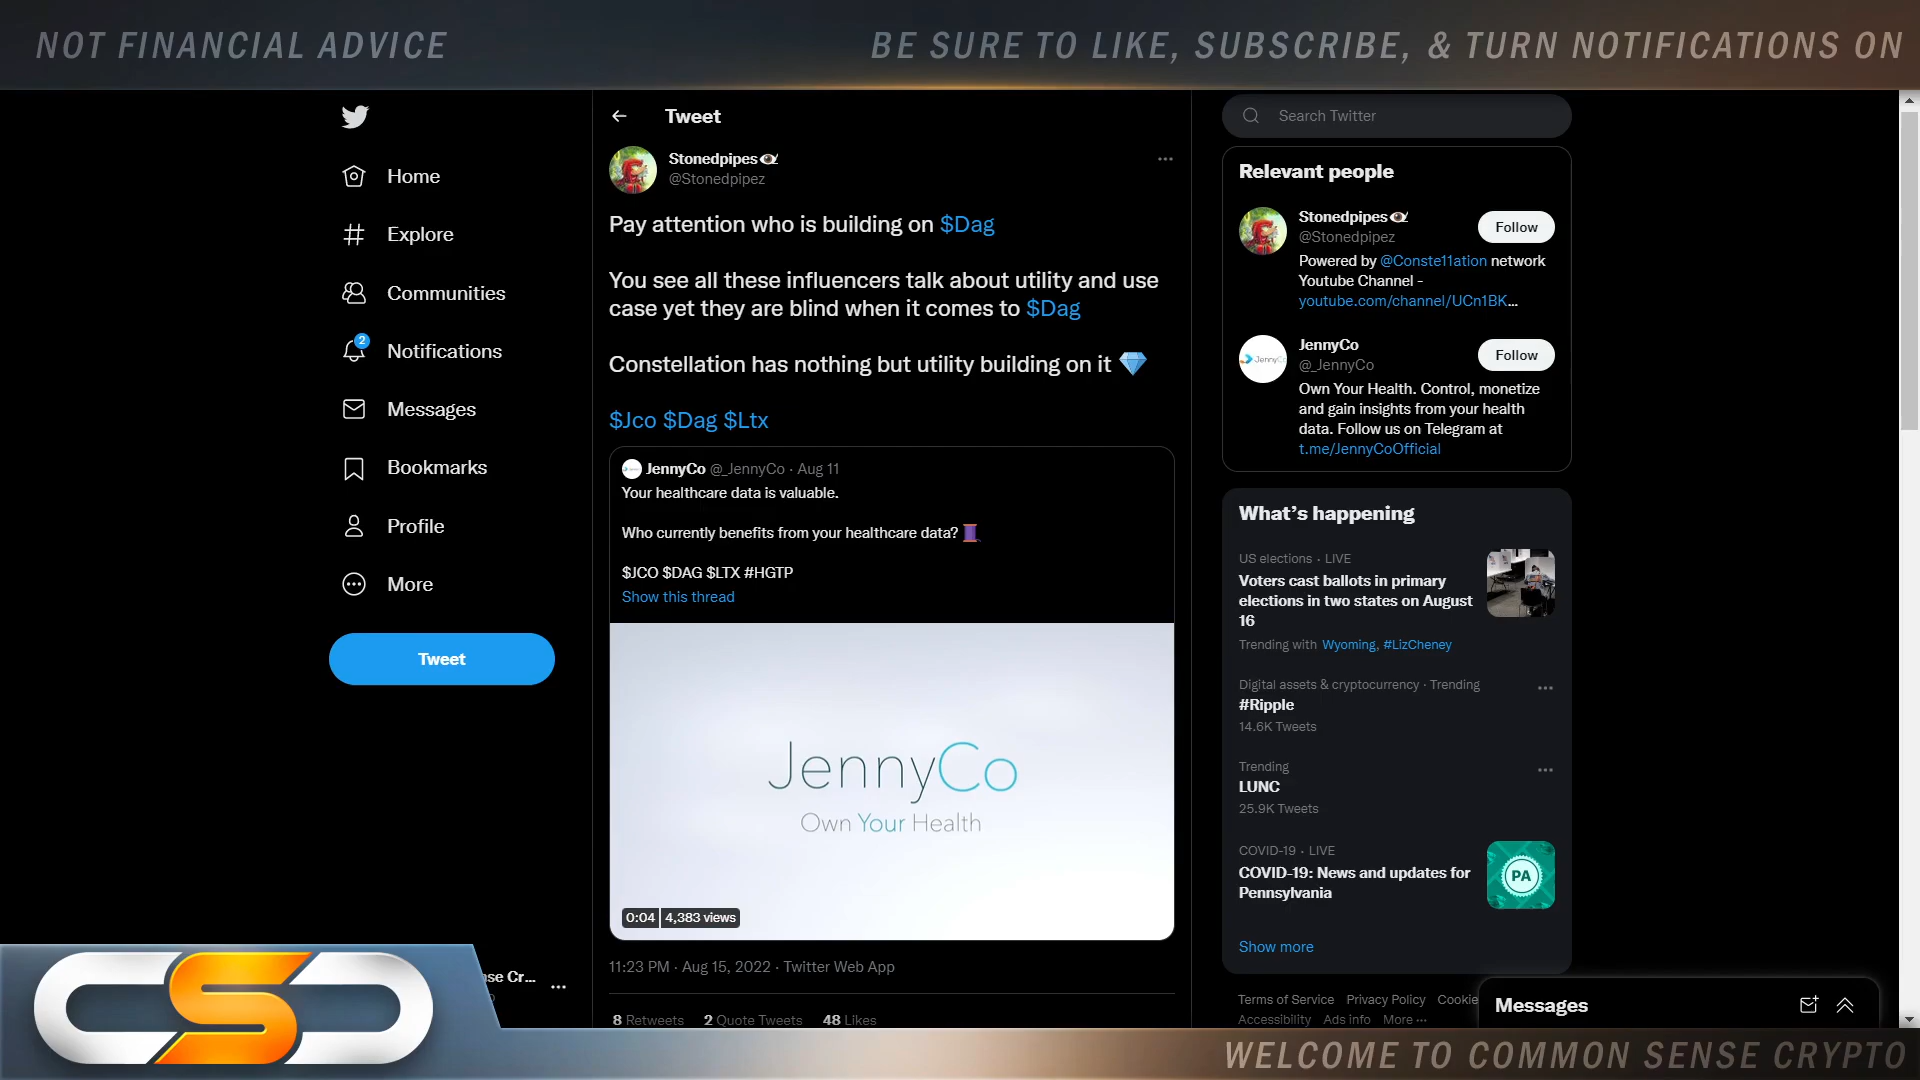 NOT FINANCIAL ADVICE
BE SURE TO LIKE, SUBSCRIBE, & TURN NOTIFICATIONS ON
Home
Explore
Communities
2
Notifications
Messages
Bookmarks
Profile
More
Tweet
se Cr...
Tweet
Stonedpipes
@Stonedpipez
Pay attention who is building on $Dag
You see all these influencers talk about utility and use
case yet they are blind when it comes to $Dag
Constellation has nothing but utility building on it 💎
$Jco $Dag $Ltx
JennyCo @_JennyCo · Aug 11
Your healthcare data is valuable.
Who currently benefits from your healthcare data? 🧵
$JCO $DAG $LTX #HGTP
Show this thread
JennyCo
Own Your Health
0:04 4,383 views
11:23 PM · Aug 15, 2022 · Twitter Web App
8 Retweets 2 Quote Tweets 48 Likes
Search Twitter
Relevant people
Stonedpipes
@Stonedpipez
Follow
Powered by @Conste11ation network
Youtube Channel -
youtube.com/channel/UCn1BK...
JennyCo
JennyCo
@_JennyCo
Follow
Own Your Health. Control, monetize
and gain insights from your health
data. Follow us on Telegram at
t.me/JennyCoOfficial
What's happening
US elections · LIVE
Voters cast ballots in primary
elections in two states on August
16
Trending with Wyoming, #LizCheney
Digital assets & cryptocurrency · Trending
#Ripple
14.6K Tweets
Trending
LUNC
25.9K Tweets
COVID-19 · LIVE
COVID-19: News and updates for
Pennsylvania
PA
Show more
Terms of Service Privacy Policy Cookie
Accessibility Ads info More ···
Messages
CSC
WELCOME TO COMMON SENSE CRYPTO